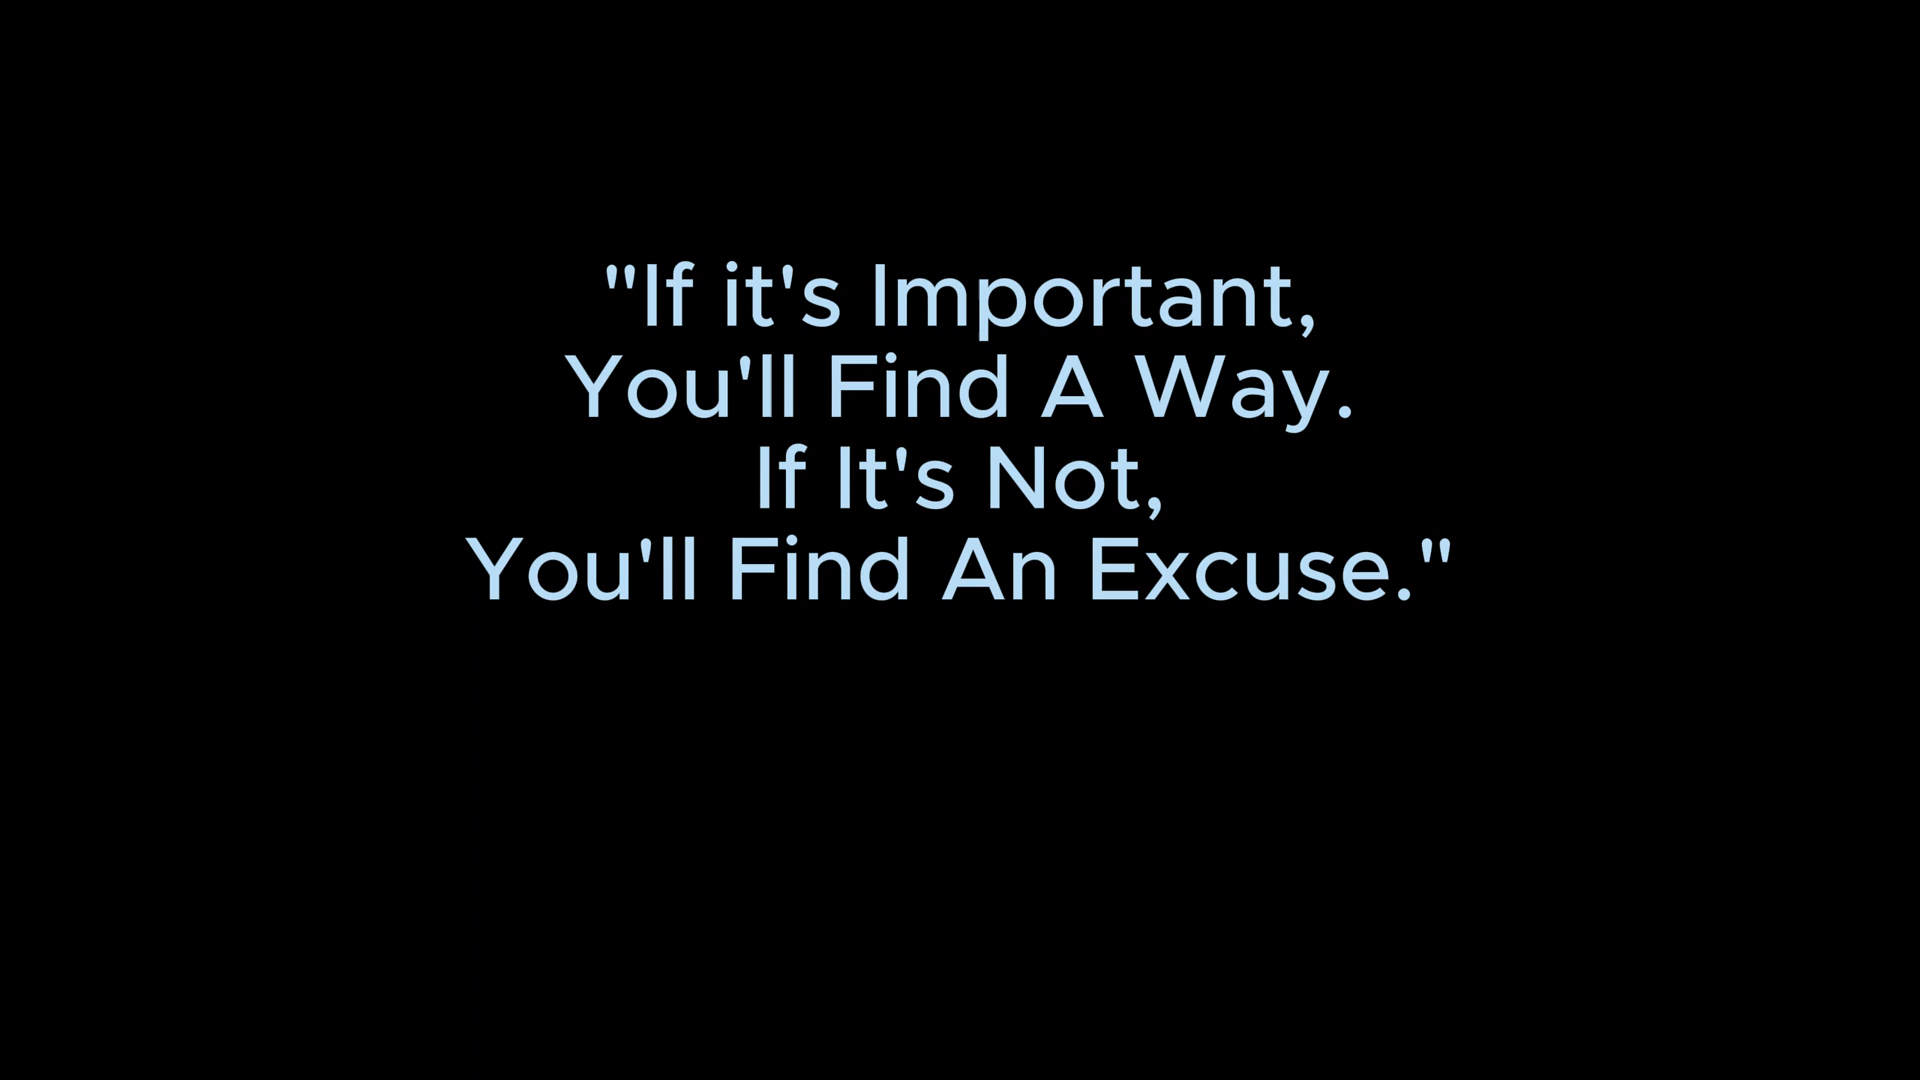 "If it's Important,
You'll Find A Way.
If It's Not,
You'll Find An Excuse."